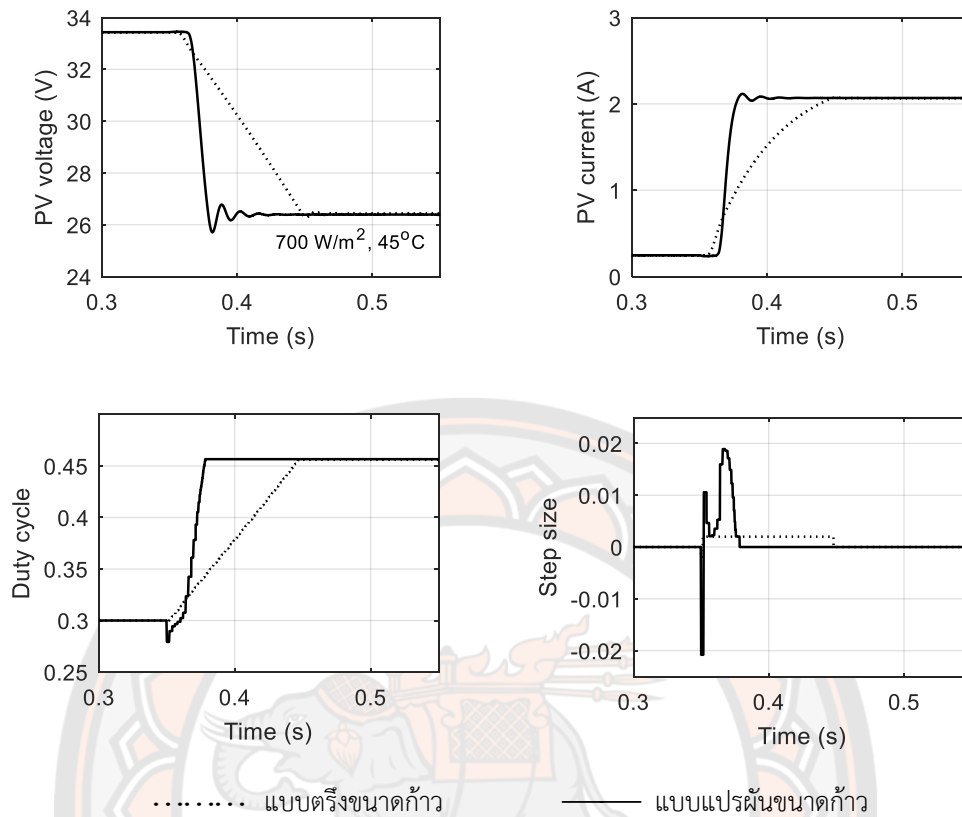 PV voltage (V)
34
32
30
28
26
24
700 W/m², 45°C
0.3 0.4 0.5
Time (s)
PV current (A)
3
2
1
0
0.3 0.4 0.5
Time (s)
Duty cycle
0.45
0.4
0.35
0.3
0.25
0.3 0.4 0.5
Time (s)
Step size
0.02
0.01
0
-0.01
-0.02
0.3 0.4 0.5
Time (s)
แบบตรึงขนาดก้าว แบบแปรผันขนาดก้าว